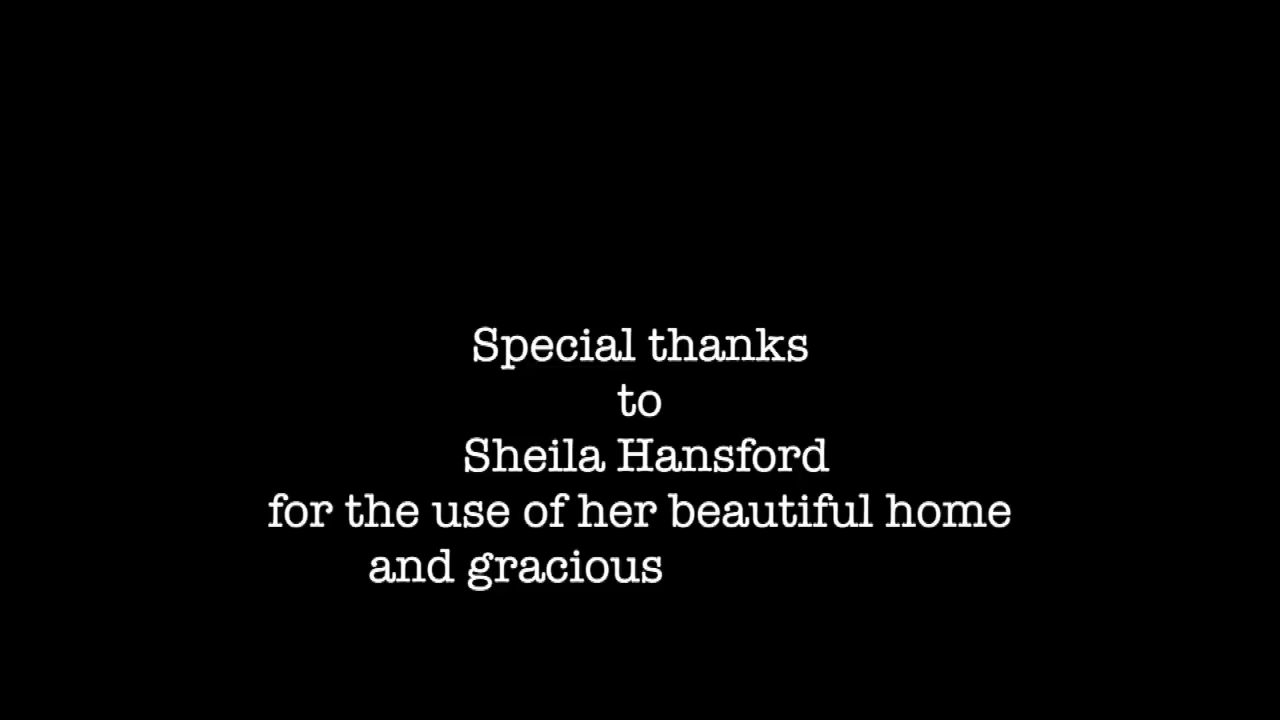 Special thanks
to
Sheila Hansford
for the use of her beautiful home
and gracious